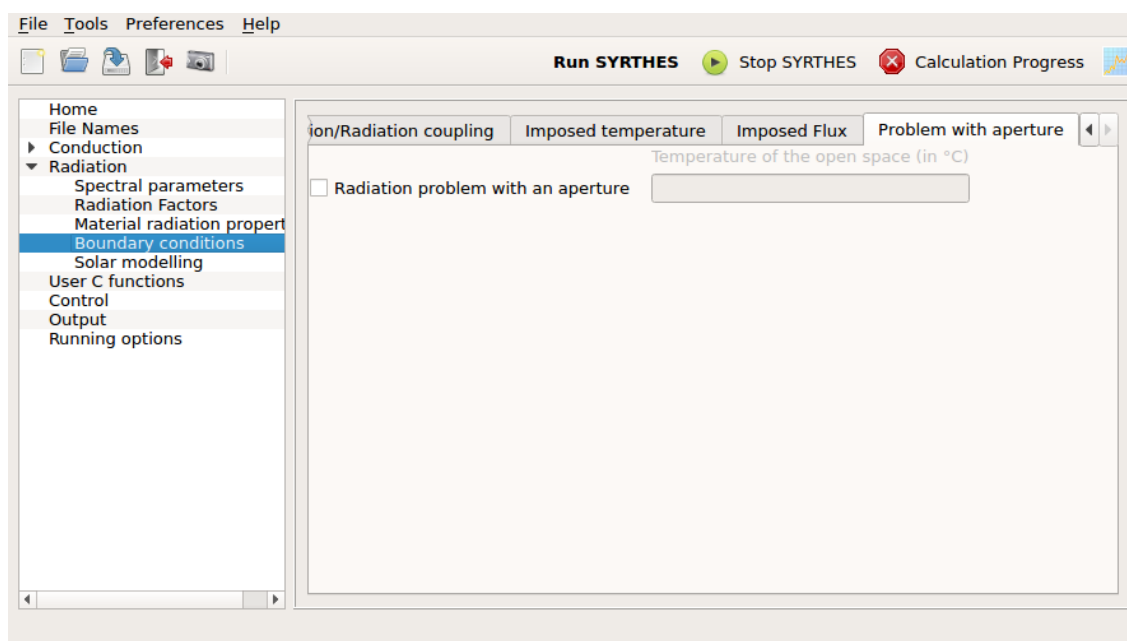 File Tools Preferences Help
Run SYRTHES Stop SYRTHES Calculation Progress
Home
File Names
Conduction
Radiation
Spectral parameters
Radiation Factors
Material radiation propert
Boundary conditions
Solar modelling
User C functions
Control
Output
Running options
ion/Radiation coupling Imposed temperature Imposed Flux Problem with aperture
Temperature of the open space (in °C)
Radiation problem with an aperture